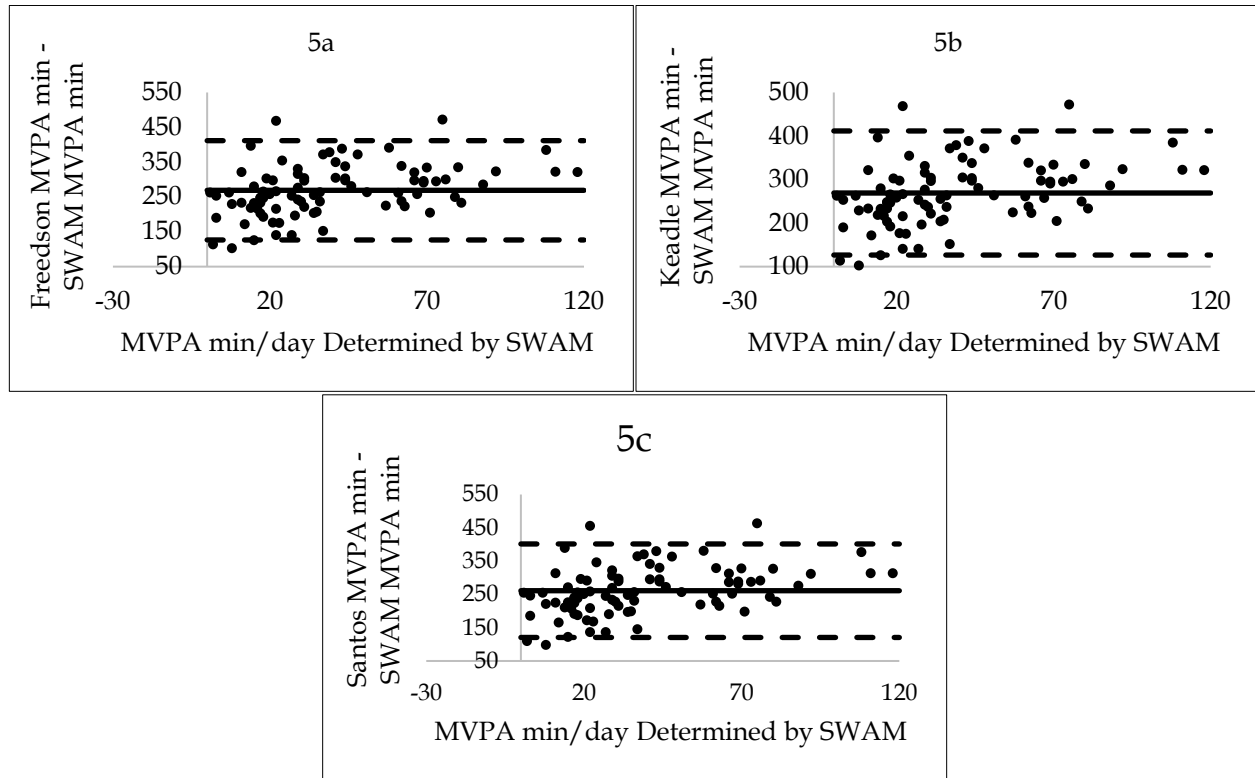 5a
Freedson MVPA min -
SWAM MVPA min
550
450
350
250
150
50
-30 20 70 120
MVPA min/day Determined by SWAM
5b
Keadle MVPA min -
SWAM MVPA min
500
400
300
200
100
-30 20 70 120
MVPA min/day Determined by SWAM
5c
Santos MVPA min -
SWAM MVPA min
550
450
350
250
150
50
-30 20 70 120
MVPA min/day Determined by SWAM